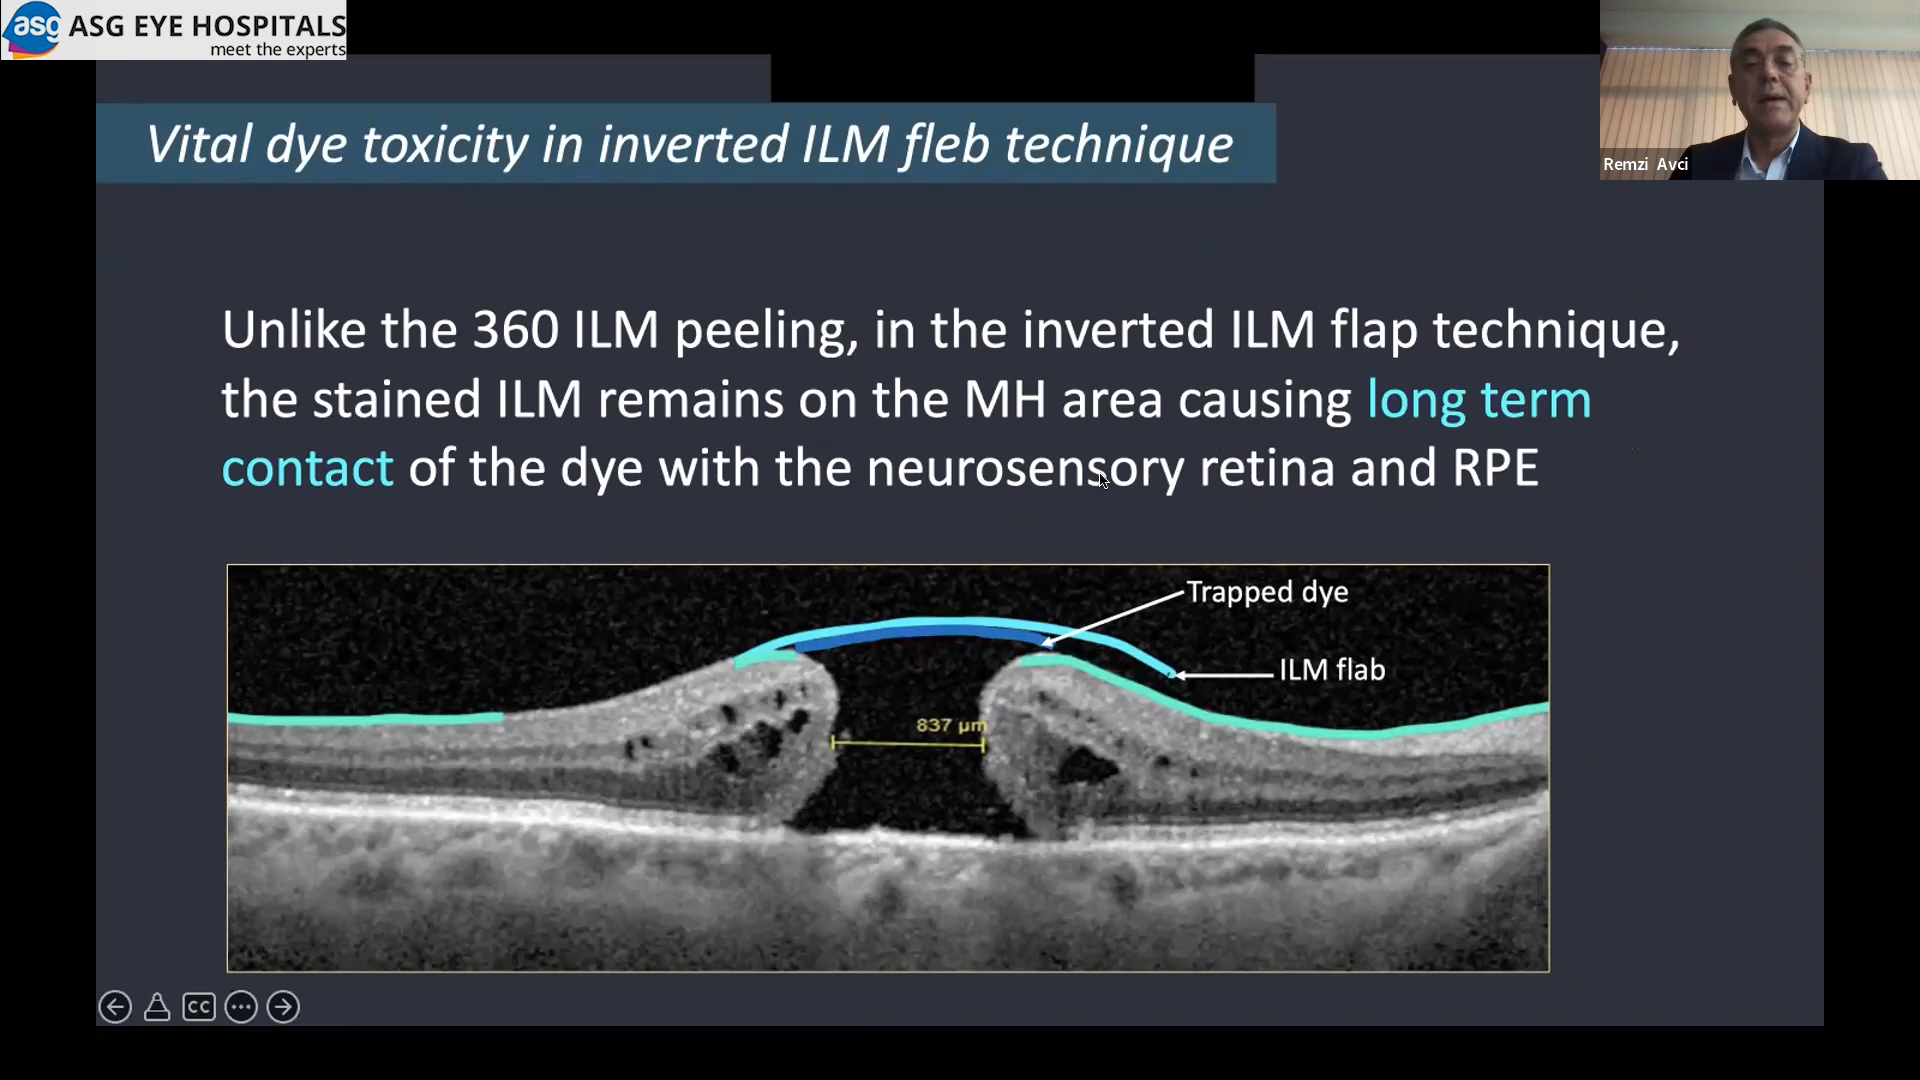 asg ASG EYE HOSPITALS
meet the experts
Remzi Avci
Vital dye toxicity in inverted ILM fleb technique
Unlike the 360 ILM peeling, in the inverted ILM flap technique,
the stained ILM remains on the MH area causing long term
contact of the dye with the neurosensory retina and RPE
Trapped dye
ILM flab
837 µm
CC